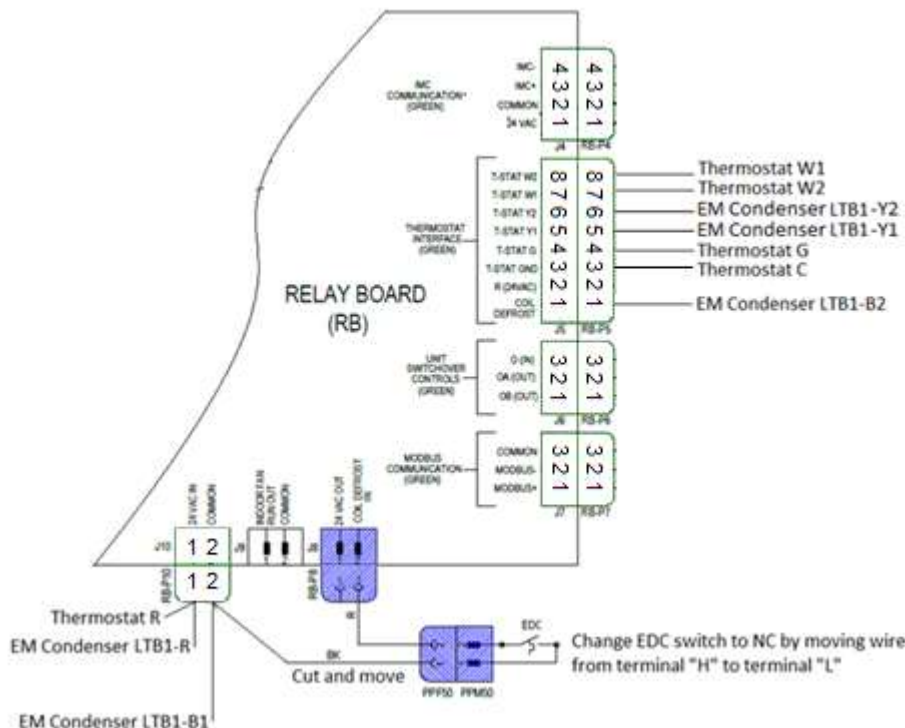 IMC-
IMC+
COMMON
24 VAC
IMC
COMMUNICATION*
(GREEN)
4 4
3 3
2 2
1 1
J4 RB-P4
T-STAT W2
T-STAT W1
T-STAT Y2
T-STAT Y1
T-STAT G
T-STAT GND
R (24VAC)
COIL
DEFROST
THERMOSTAT
INTERFACE
(GREEN)
8 8
7 7
6 6
5 5
4 4
3 3
2 2
1 1
J5 RB-P5
Thermostat W1
Thermostat W2
EM Condenser LTB1-Y2
EM Condenser LTB1-Y1
Thermostat G
Thermostat C
EM Condenser LTB1-B2
RELAY BOARD
(RB)
UNIT
SWITCHOVER
CONTROLS
(GREEN)
O (IN)
OA (OUT)
OB (OUT)
3 3
2 2
1 1
J6 RB-P6
MODBUS
COMMUNICATION
(GREEN)
COMMON
MODBUS-
MODBUS+
3 3
2 2
1 1
J7 RB-P7
24 VAC IN
COMMON
INDOOR FAN
RUN OUT
COMMON
24 VAC OUT
COIL DEFROST
IN
J10
1 2
J9
J8
RB-P10
1 2
RB-P8
Thermostat R
EM Condenser LTB1-R
R
BK
Cut and move
EDC
PPF50 PPM50
Change EDC switch to NC by moving wire
from terminal "H" to terminal "L"
EM Condenser LTB1-B1